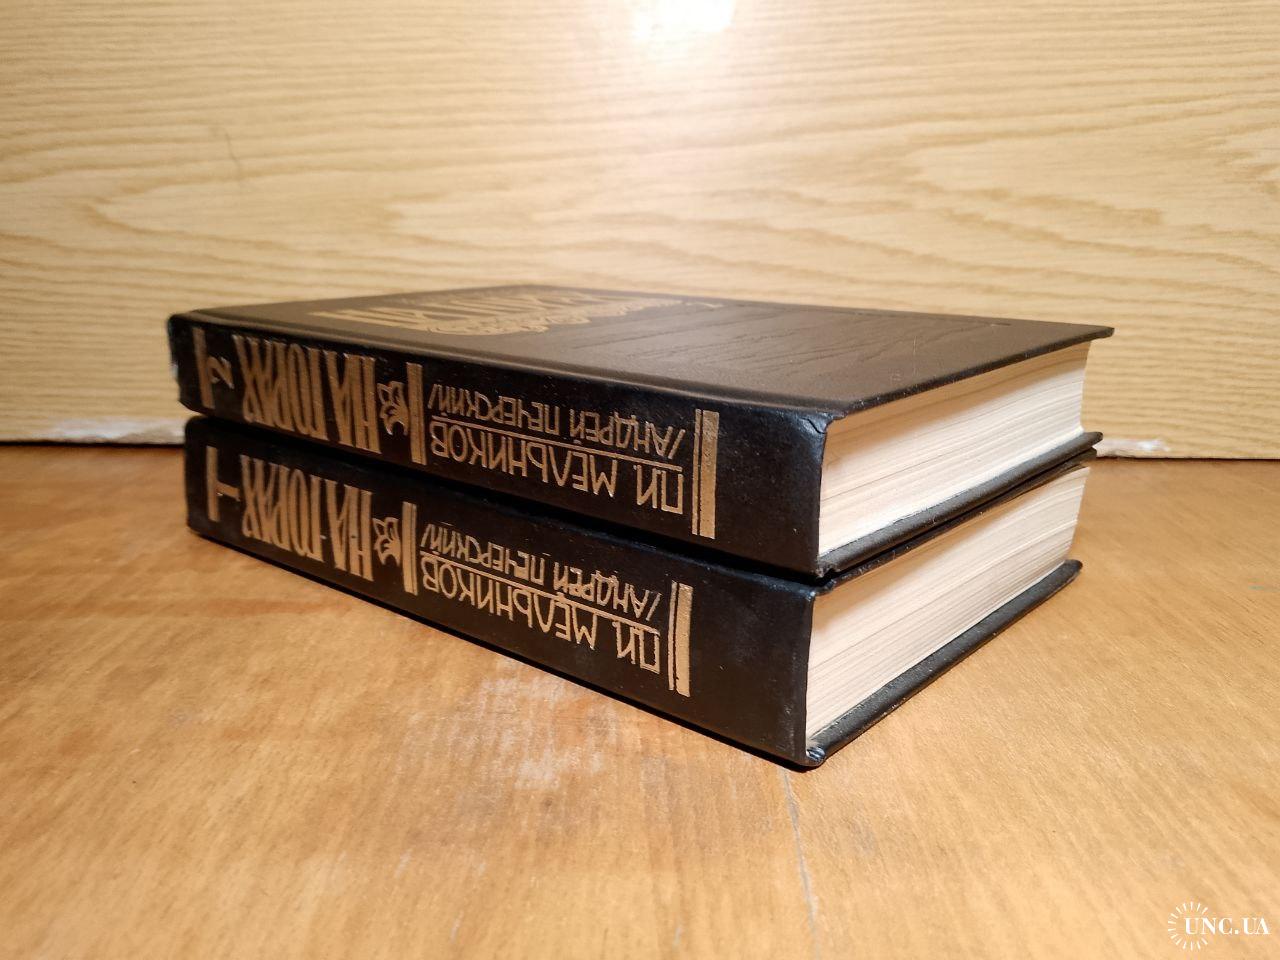 П.И. МЕЛЬНИКОВ
/АНДРЕЙ ПЕЧЕРСКИЙ/
НА ГОРАХ
2
П.И. МЕЛЬНИКОВ
/АНДРЕЙ ПЕЧЕРСКИЙ/
НА ГОРАХ
1
UNC.UA